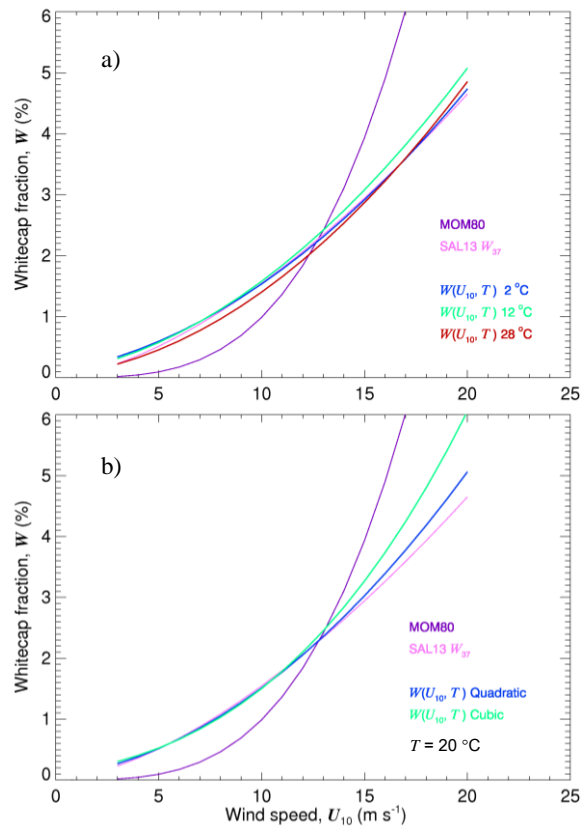 a)
Whitecap fraction, W (%)
6
5
4
3
2
1
0
MOM80
SAL13 W37
W(U10, T) 2 °C
W(U10, T) 12 °C
W(U10, T) 28 °C
0 5 10 15 20 25
b)
Whitecap fraction, W (%)
6
5
4
3
2
1
0
MOM80
SAL13 W37
W(U10, T) Quadratic
W(U10, T) Cubic
T = 20 °C
0 5 10 15 20 25
Wind speed, U10 (m s-1)